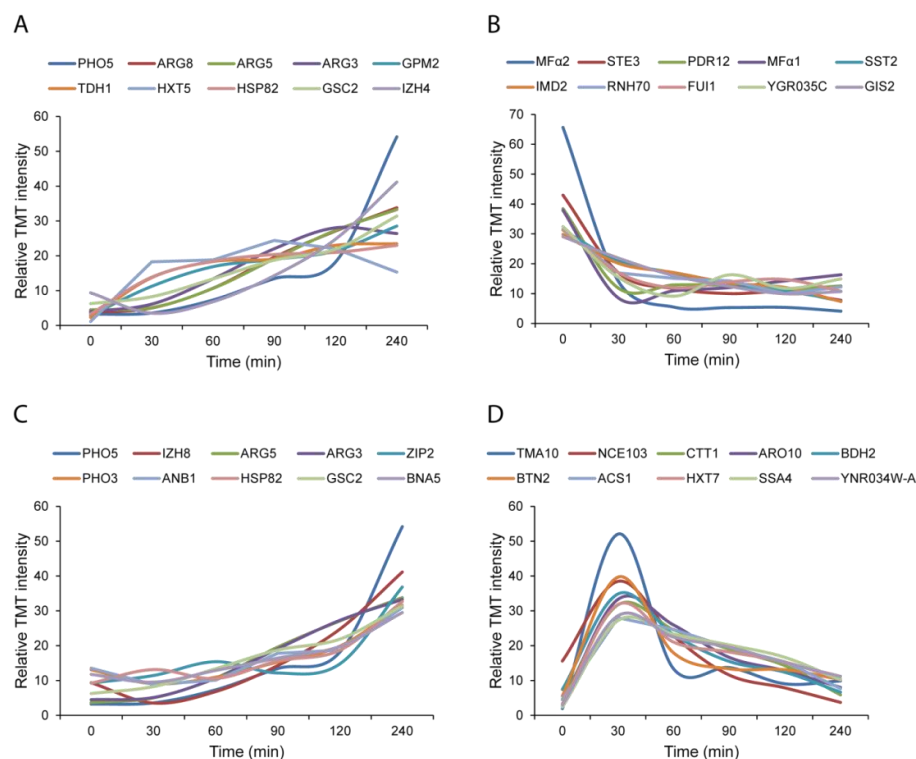 A
PHO5 ARG8 ARG5 ARG3 GPM2
TDH1 HXT5 HSP82 GSC2 IZH4
Relative TMT intensity
60
50
40
30
20
10
0
0 30 60 90 120 240
Time (min)
B
MFα2 STE3 PDR12 MFα1 SST2
IMD2 RNH70 FUI1 YGR035C GIS2
Relative TMT intensity
70
60
50
40
30
20
10
0
0 30 60 90 120 240
Time (min)
C
PHO5 IZH8 ARG5 ARG3 ZIP2
PHO3 ANB1 HSP82 GSC2 BNA5
Relative TMT intensity
60
50
40
30
20
10
0
0 30 60 90 120 240
Time (min)
D
TMA10 NCE103 CTT1 ARO10 BDH2
BTN2 ACS1 HXT7 SSA4 YNR034W-A
Relative TMT intensity
60
50
40
30
20
10
0
0 30 60 90 120 240
Time (min)